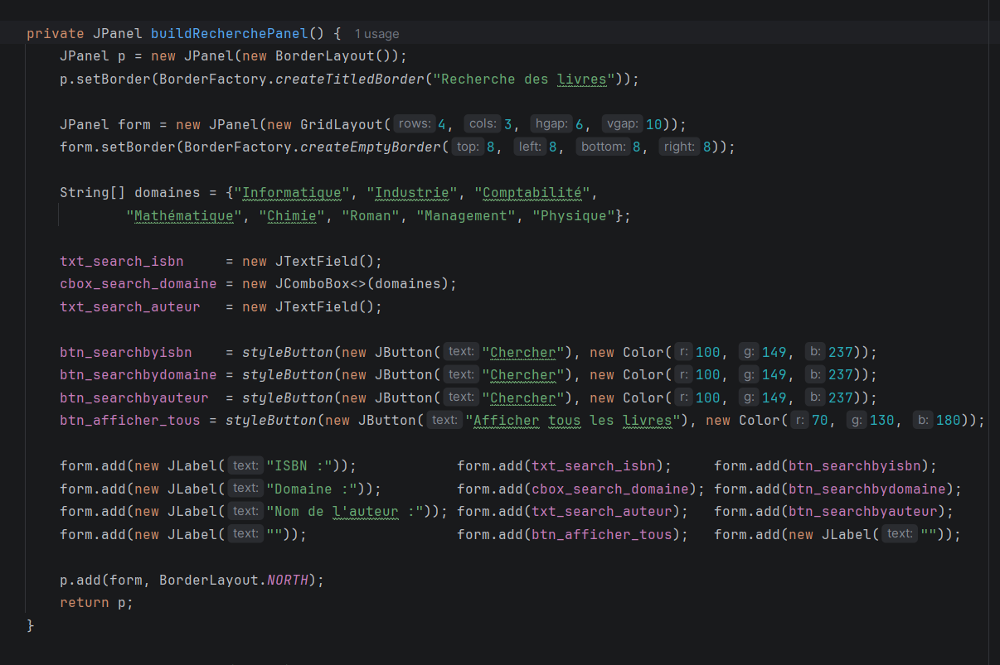 private JPanel buildRecherchePanel() { 1 usage
JPanel p = new JPanel(new BorderLayout());
p.setBorder(BorderFactory.createTitledBorder("Recherche des livres"));
JPanel form = new JPanel(new GridLayout( rows: 4, cols: 3, hgap: 6, vgap: 10));
form.setBorder(BorderFactory.createEmptyBorder( top: 8, left: 8, bottom: 8, right: 8));
String[] domaines = {"Informatique", "Industrie", "Comptabilité",
"Mathématique", "Chimie", "Roman", "Management", "Physique"};
txt_search_isbn     = new JTextField();
cbox_search_domaine = new JComboBox<>(domaines);
txt_search_auteur   = new JTextField();
btn_searchbyisbn    = styleButton(new JButton( text: "Chercher"), new Color( r: 100, g: 149, b: 237));
btn_searchbydomaine = styleButton(new JButton( text: "Chercher"), new Color( r: 100, g: 149, b: 237));
btn_searchbyauteur  = styleButton(new JButton( text: "Chercher"), new Color( r: 100, g: 149, b: 237));
btn_afficher_tous = styleButton(new JButton( text: "Afficher tous les livres"), new Color( r: 70, g: 130, b: 180));
form.add(new JLabel( text: "ISBN :"));            form.add(txt_search_isbn);     form.add(btn_searchbyisbn);
form.add(new JLabel( text: "Domaine :"));         form.add(cbox_search_domaine); form.add(btn_searchbydomaine);
form.add(new JLabel( text: "Nom de l'auteur :")); form.add(txt_search_auteur);   form.add(btn_searchbyauteur);
form.add(new JLabel( text: ""));                  form.add(btn_afficher_tous);   form.add(new JLabel( text: ""));
p.add(form, BorderLayout.NORTH);
return p;
}